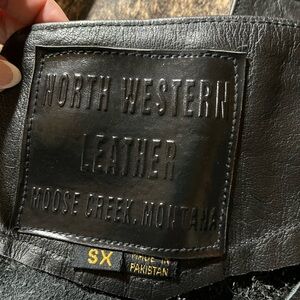 NORTH WESTERN
LEATHER
MOOSE CREEK, MONTANA
SX
MADE IN
PAKISTAN